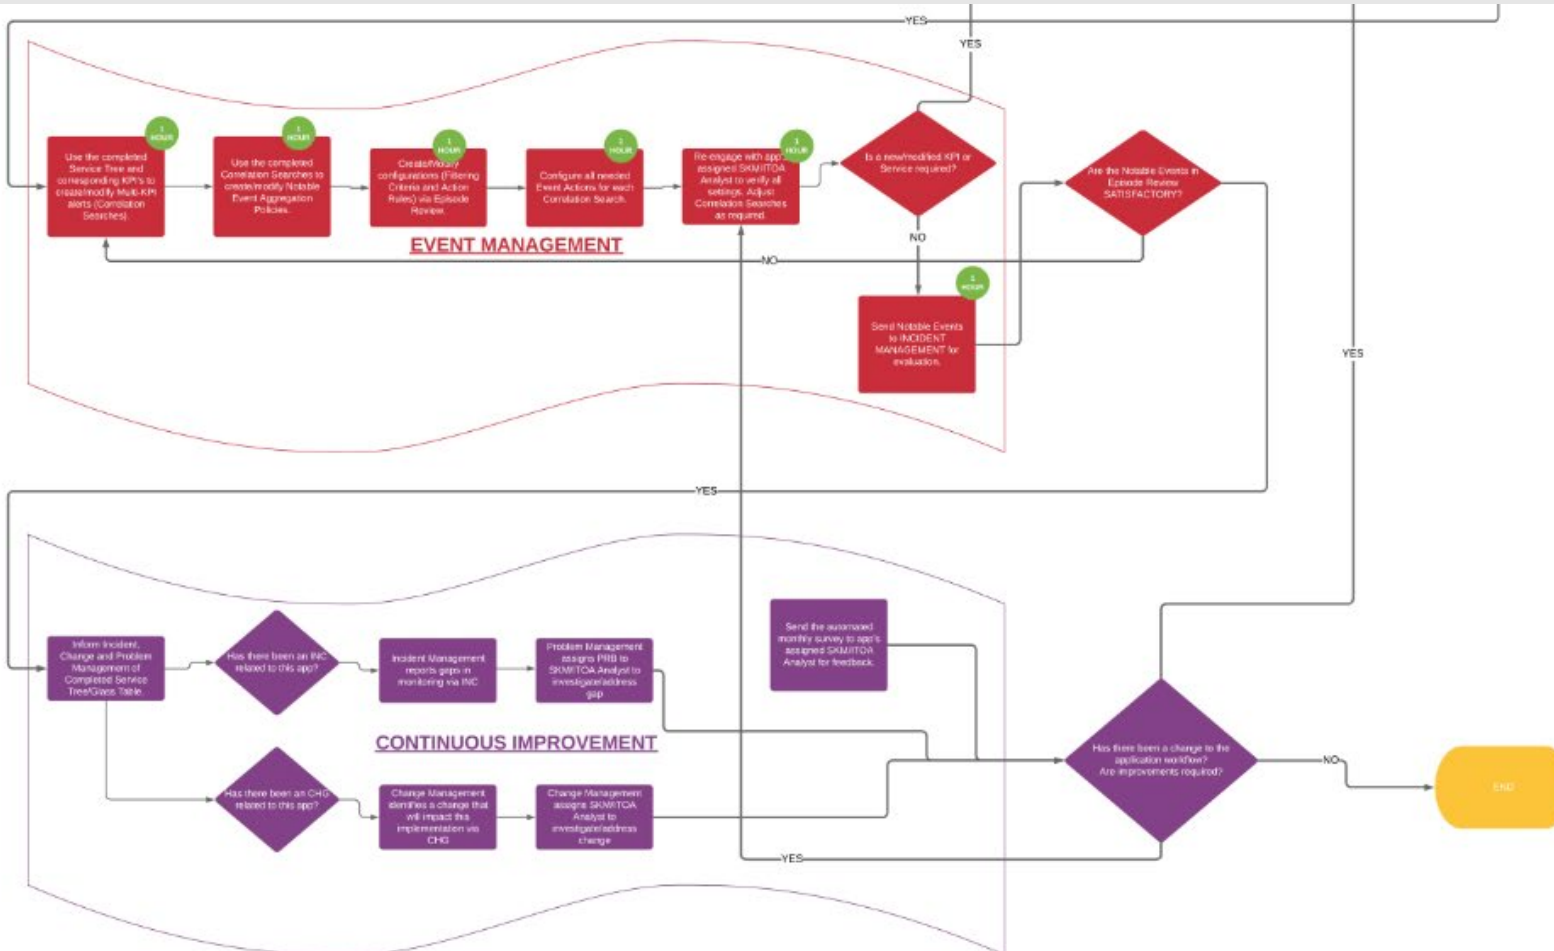 YES
YES
1
HOUR
Use the completed
Service Tree and
corresponding KPI's to
create/modify Multi-KPI
alerts (Correlation
Searches).
1
HOUR
Use the completed
Correlation Searches to
create/modify Notable
Event Aggregation
Policies.
1
HOUR
Create/Modify
configurations (Filtering
Criteria and Action
Rules) via Episode
Review.
1
HOUR
Configure all needed
Event Actions for each
Correlation Search.
1
HOUR
Re-engage with app's
assigned SKM/ITOA
Analyst to verify all
settings. Adjust
Correlation Searches
as required.
Is a new/modified KPI or
Service required?
Are the Notable Events in
Episode Review
SATISFACTORY?
EVENT MANAGEMENT
NO
NO
1
HOUR
Send Notable Events
to INCIDENT
MANAGEMENT for
evaluation.
YES
YES
Inform Incident,
Change and Problem
Management of
Completed Service
Tree/Glass Table.
Has there been an INC
related to this app?
Incident Management
reports gaps in
monitoring via INC
Problem Management
assigns PRB to
SKM/ITOA Analyst to
investigate/address
gap
Send the automated
monthly survey to app's
assigned SKM/ITOA
Analyst for feedback.
CONTINUOUS IMPROVEMENT
Has there been an CHG
related to this app?
Change Management
identifies a change that
will impact this
implementation via
CHG
Change Management
assigns SKM/ITOA
Analyst to
investigate/address
change
Has there been a change to the
application workflow?
Are improvements required?
NO
END
YES